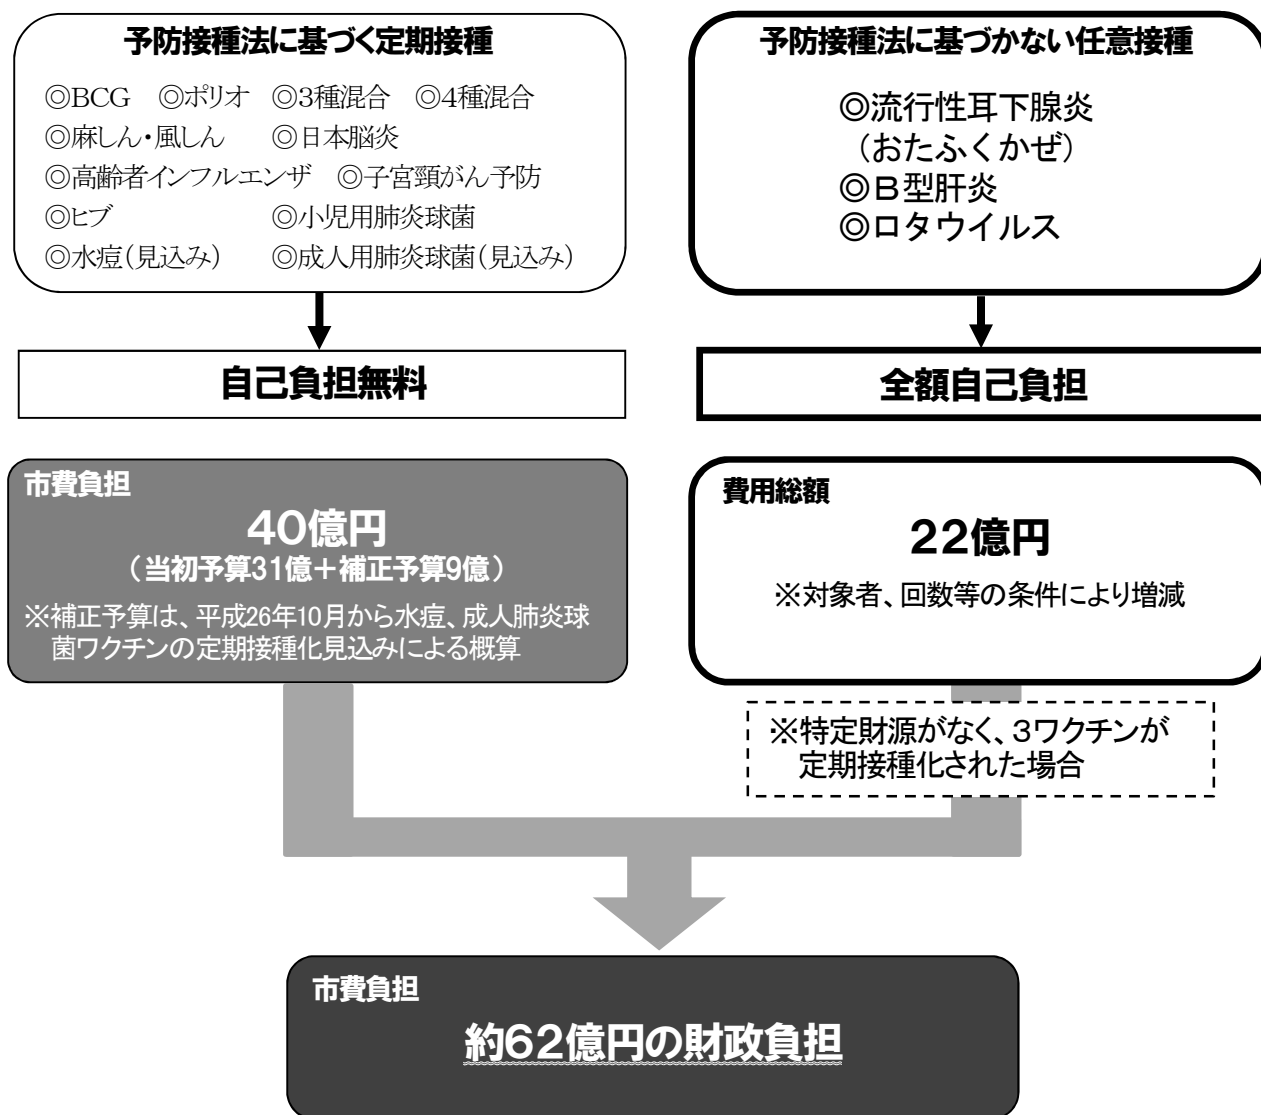 予防接種法に基づく定期接種
◎BCG ◎ポリオ ◎3種混合 ◎4種混合
◎麻しん・風しん ◎日本脳炎
◎高齢者インフルエンザ ◎子宮頸がん予防
◎ヒブ ◎小児用肺炎球菌
◎水痘(見込み) ◎成人用肺炎球菌(見込み)
自己負担無料
市費負担
40億円
(当初予算31億+補正予算9億)
※補正予算は、平成26年10月から水痘、成人肺炎球
菌ワクチンの定期接種化見込みによる概算
予防接種法に基づかない任意接種
◎流行性耳下腺炎
(おたふくかぜ)
◎B型肝炎
◎ロタウイルス
全額自己負担
費用総額
22億円
※対象者、回数等の条件により増減
※特定財源がなく、3ワクチンが
定期接種化された場合
市費負担
約62億円の財政負担